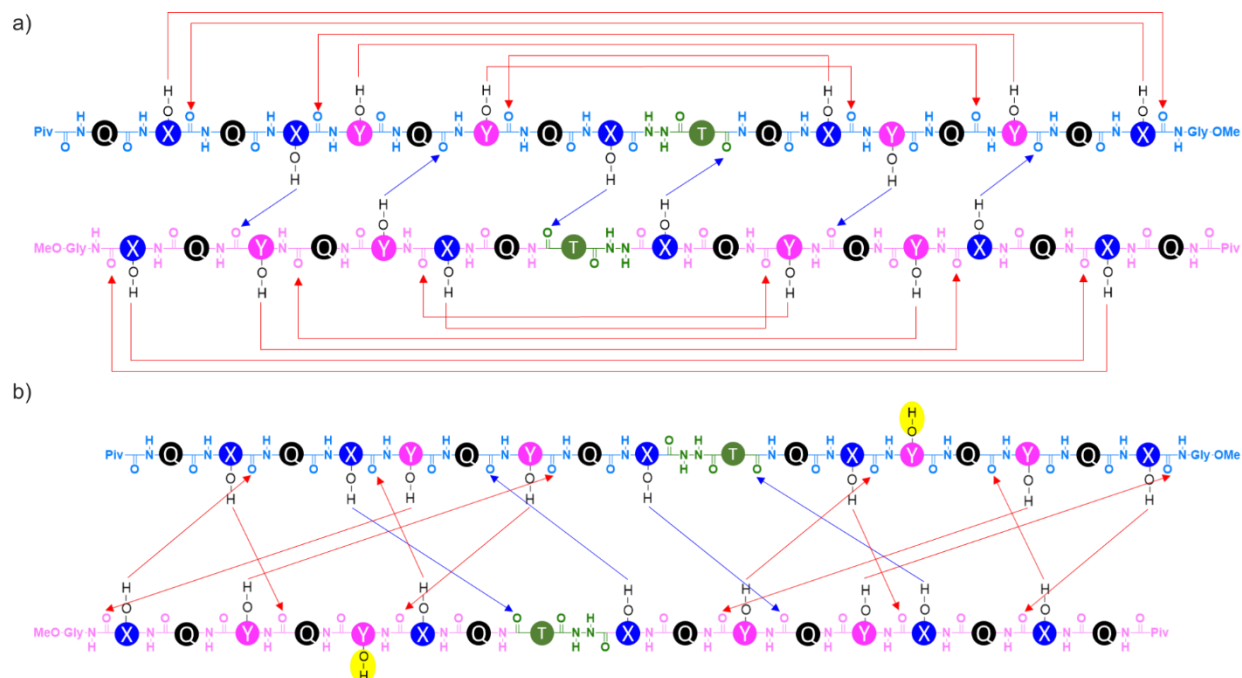 a)
H H H H H H
O O O O O O
Piv Q X Q X Y Q Y Q X T Q X Y Q Y Q X Gly OMe
O O O O
H H H H
H H H H
O O O O
MeO Gly X Q Y Q Y X Q T X Q Y Q Y X Q X Q Piv
O O O O O O
H H H H H H
b)
H
O
Piv Q X Q X Y Q Y Q X T Q X Y Q Y Q X Gly OMe
O O O O O O O O
H H H H H H H H
H H H H H H H H
O O O O O O O O
MeO Gly X Q Y Q Y X Q T X Q Y Q Y X Q X Q Piv
O
H